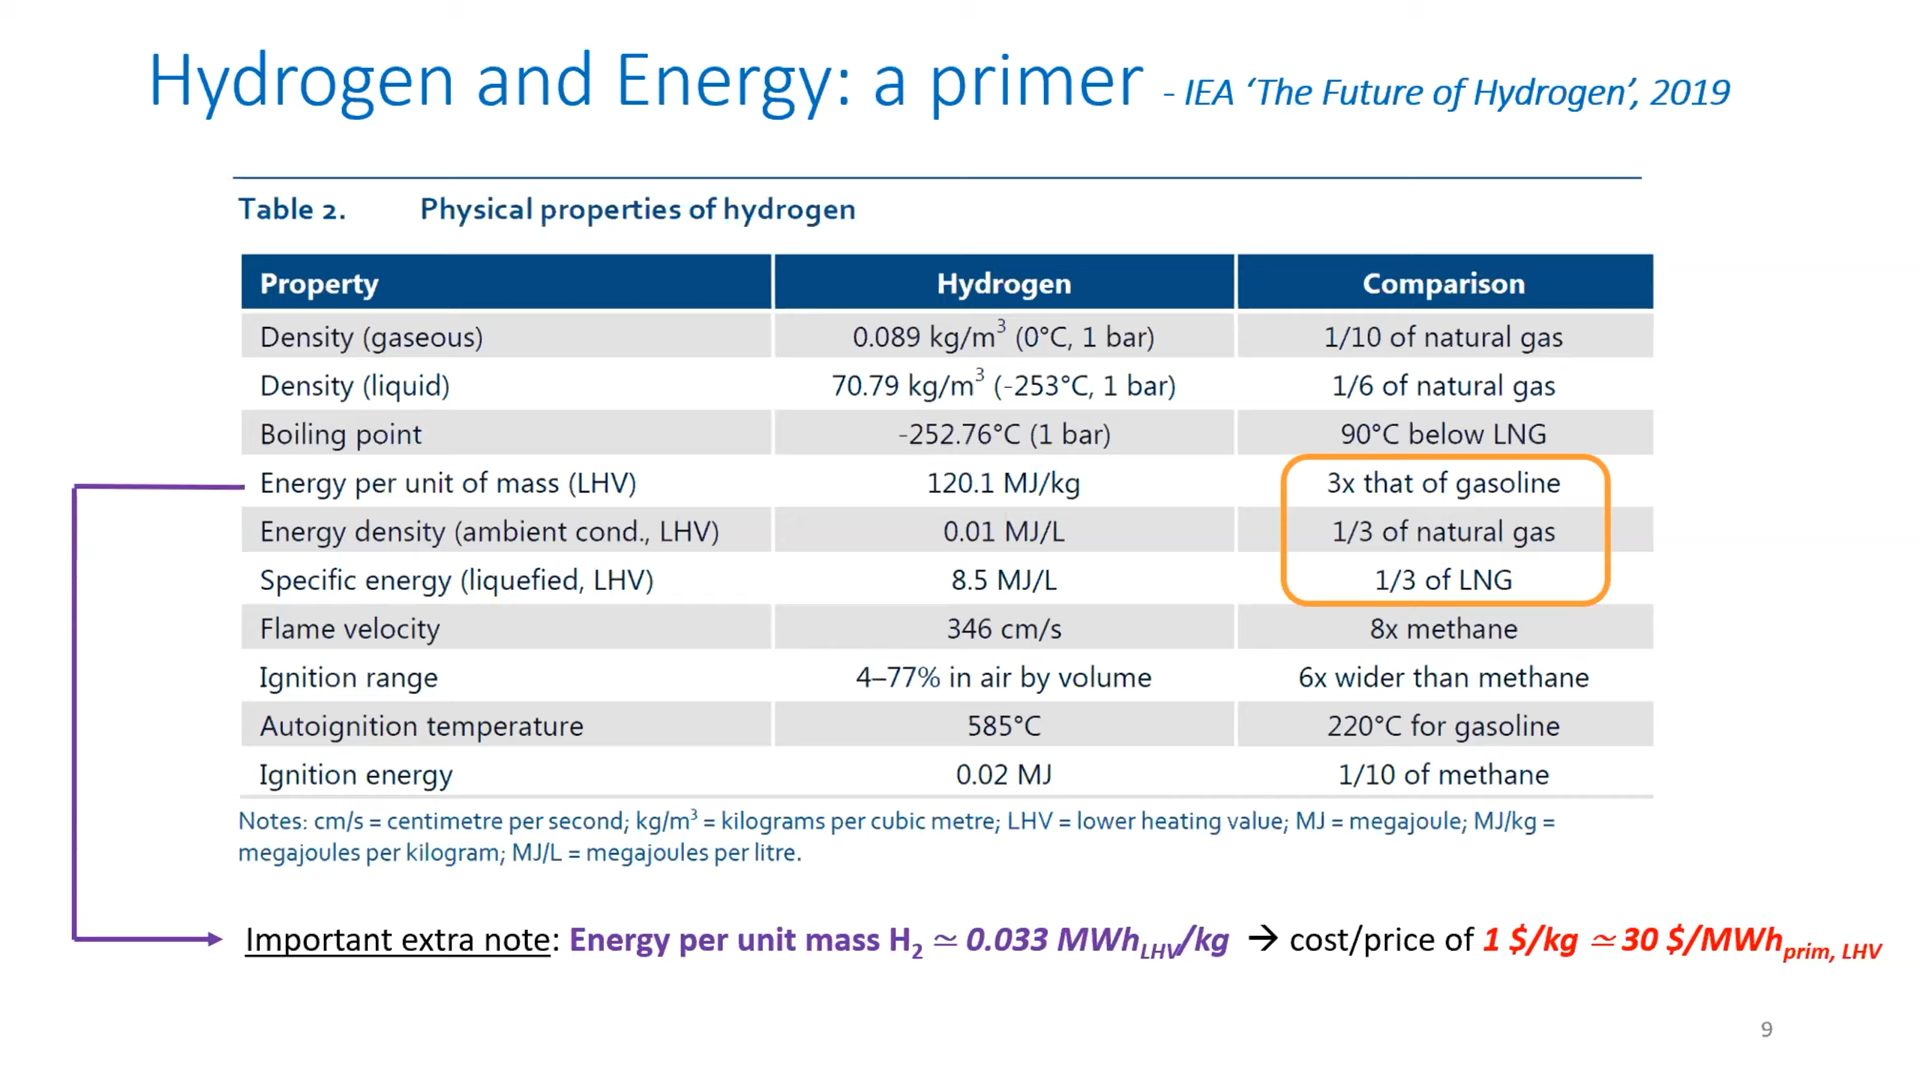 Hydrogen and Energy: a primer - IEA ‘The Future of Hydrogen’, 2019
Table 2. Physical properties of hydrogen
Property Hydrogen Comparison
Density (gaseous) 0.089 kg/m³ (0°C, 1 bar) 1/10 of natural gas
Density (liquid) 70.79 kg/m³ (-253°C, 1 bar) 1/6 of natural gas
Boiling point -252.76°C (1 bar) 90°C below LNG
Energy per unit of mass (LHV) 120.1 MJ/kg 3x that of gasoline
Energy density (ambient cond., LHV) 0.01 MJ/L 1/3 of natural gas
Specific energy (liquefied, LHV) 8.5 MJ/L 1/3 of LNG
Flame velocity 346 cm/s 8x methane
Ignition range 4–77% in air by volume 6x wider than methane
Autoignition temperature 585°C 220°C for gasoline
Ignition energy 0.02 MJ 1/10 of methane
Notes: cm/s = centimetre per second; kg/m³ = kilograms per cubic metre; LHV = lower heating value; MJ = megajoule; MJ/kg =
megajoules per kilogram; MJ/L = megajoules per litre.
Important extra note: Energy per unit mass H₂ ≃ 0.033 MWhLHV/kg → cost/price of 1 $/kg ≃ 30 $/MWhprim, LHV
9